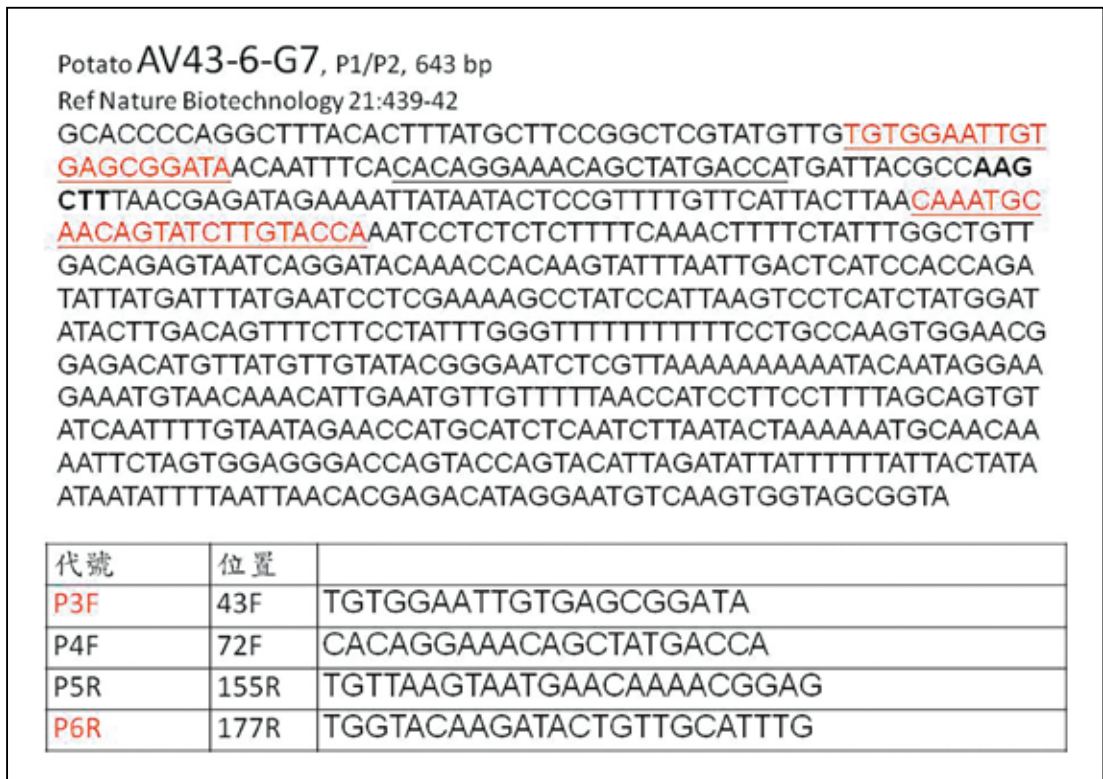 Potato AV43-6-G7, P1/P2, 643 bp
Ref Nature Biotechnology 21:439-42
GCACCCCAGGCTTTACACTTTATGCTTCCGGCTCGTATGTTGTGTGGAATTGT
GAGCGGATAACAATTTCACACAGGAAACAGCTATGACCATGATTACGCCAAG
CTTTAACGAGATAGAAAATTATAATACTCCGTTTTGTTCATTACTTAACAAATGC
AACAGTATCTTGTACCAAATCCTCTCTCTTTTCAAACTTTTCTATTTGGCTGTT
GACAGAGTAATCAGGATACAAACCACAAGTATTTAATTGACTCATCCACCAGA
TATTATGATTTATGAATCCTCGAAAAGCCTATCCATTAAGTCCTCATCTATGGAT
ATACTTGACAGTTTCTTCCTATTTGGGTTTTTTTTTTTTCCTGCCAAGTGGAACG
GAGACATGTTATGTTGTATACGGGAATCTCGTTAAAAAAAAAATACAATAGGAA
GAAATGTAACAAACATTGAATGTTGTTTTTAACCATCCTTCCTTTTAGCAGTGT
ATCAATTTTGTAATAGAACCATGCATCTCAATCTTAATACTAAAAAATGCAACAA
AATTCTAGTGGAGGGACCAGTACCAGTACATTAGATATTATTTTTTATTACTATA
ATAATATTTTAATTAACACGAGACATAGGAATGTCAAGTGGTAGCGGTA
代號 位置
P3F 43F TGTGGAATTGTGAGCGGATA
P4F 72F CACAGGAAACAGCTATGACCA
P5R 155R TGTTAAGTAATGAACAAAACGGAG
P6R 177R TGGTACAAGATACTGTTGCATTTG